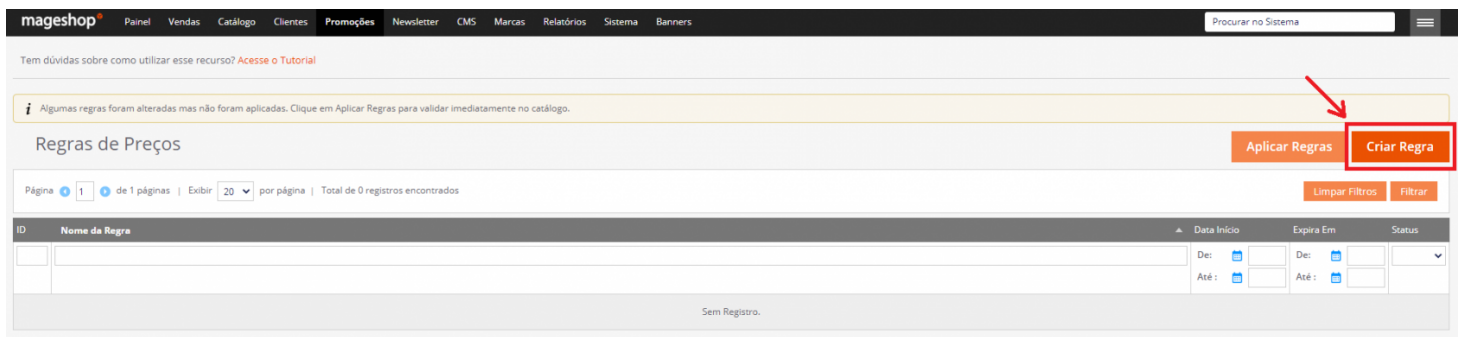 mageshop Painel Vendas Catálogo Clientes Promoções Newsletter CMS Marcas Relatórios Sistema Banners Procurar no Sistema
Tem dúvidas sobre como utilizar esse recurso? Acesse o Tutorial
i Algumas regras foram alteradas mas não foram aplicadas. Clique em Aplicar Regras para validar imediatamente no catálogo.
Regras de Preços Aplicar Regras Criar Regra
Página 1 de 1 páginas | Exibir 20 por página | Total de 0 registros encontrados Limpar Filtros Filtrar
ID Nome da Regra Data Início Expira Em Status
De: De:
Até : Até :
Sem Registro.